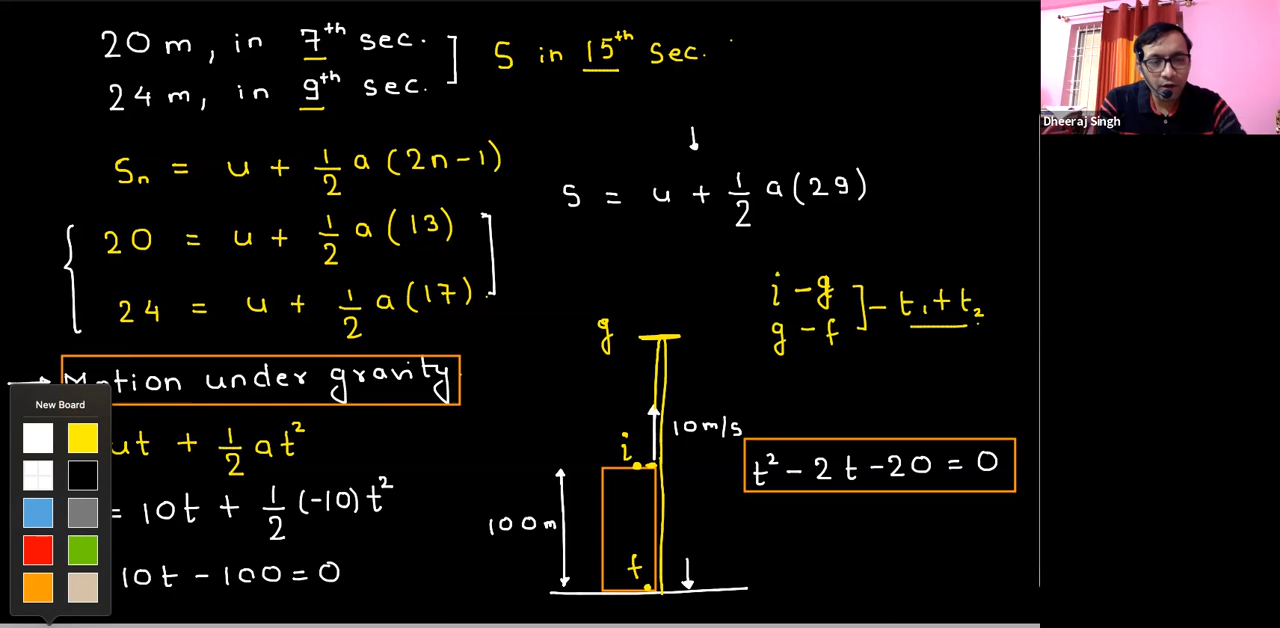 20 m, in 7th sec.
24 m, in 9th sec.
S in 15th sec.
Dheeraj Singh
Sn = u + 1/2 a (2n-1)
20 = u + 1/2 a (13)
24 = u + 1/2 a (17)
S = u + 1/2 a (29)
i - g
g - f
- t₁ + t₂
g
Motion under gravity
New Board
ut + 1/2 at²
= 10t + 1/2 (-10) t²
10t - 100 = 0
10 m/s
i
100 m
f
t² - 2t - 20 = 0